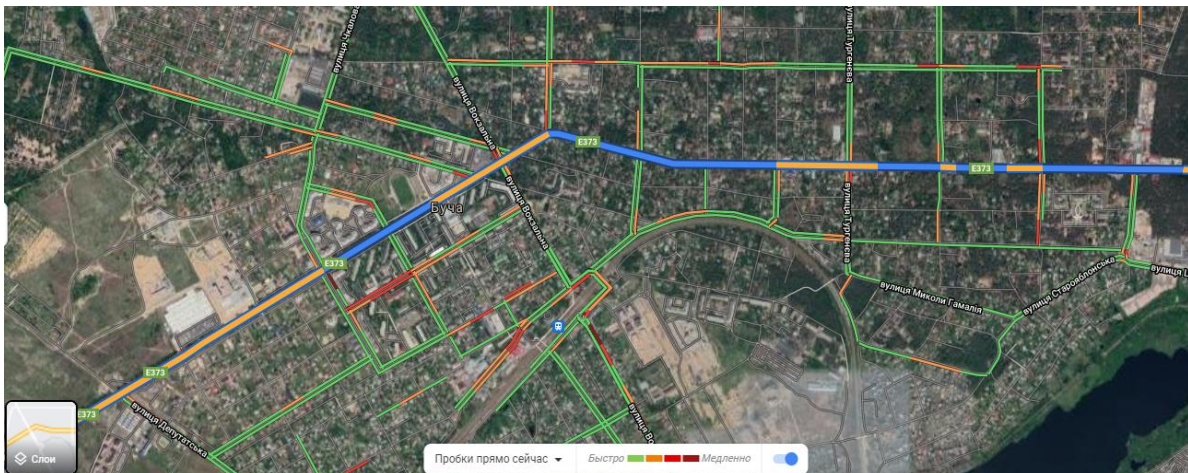 вулиця Чкалова
вулиця Тургенєва
вулиця Вокзальна
E373
E373
вулиця Тургенєва
вулиця Вокзальна
Буча
E373
вулиця Старояблонська
вулиця Миколи Гамалія
E373
E373
вулиця Депутатська
Слои
Пробки прямо сейчас
Быстро
Медленно